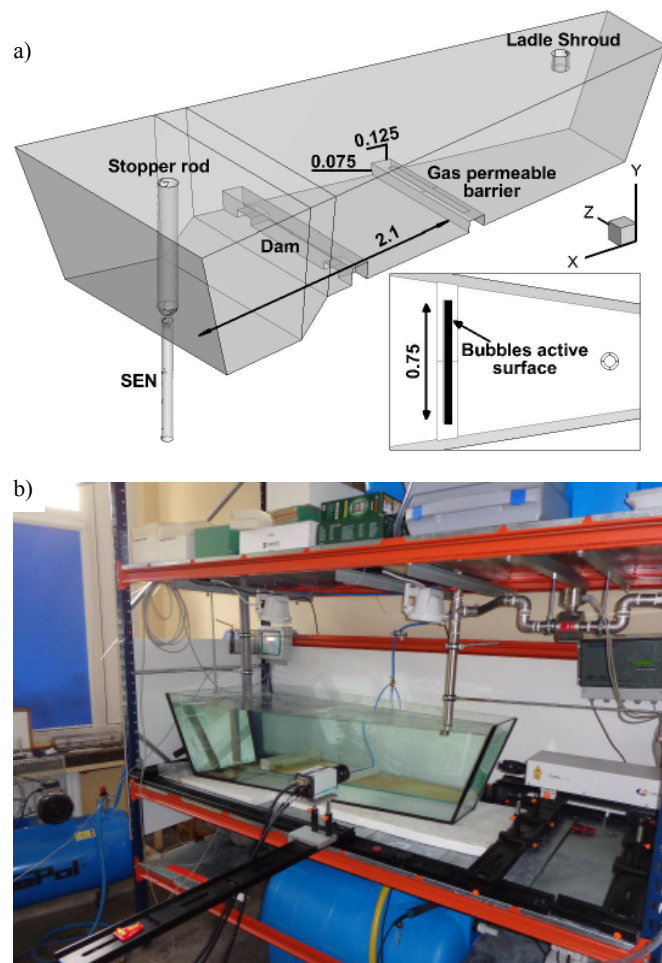 a)
Ladle Shroud
0.125
0.075
Stopper rod
Gas permeable
barrier
Y
Z
X
Dam
2.1
0.75
Bubbles active
surface
SEN
b)